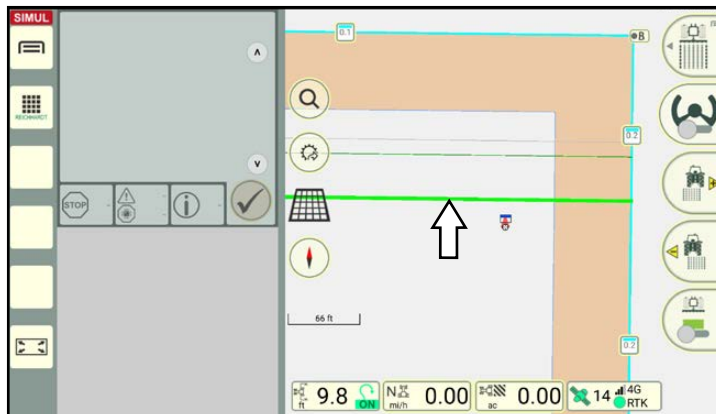 SIMUL
REICHHARDT
STOP
0.1
B
0.2
66 ft
0.2
ft 9.8 ON
N mi/h 0.00
ac 0.00
14 4G RTK